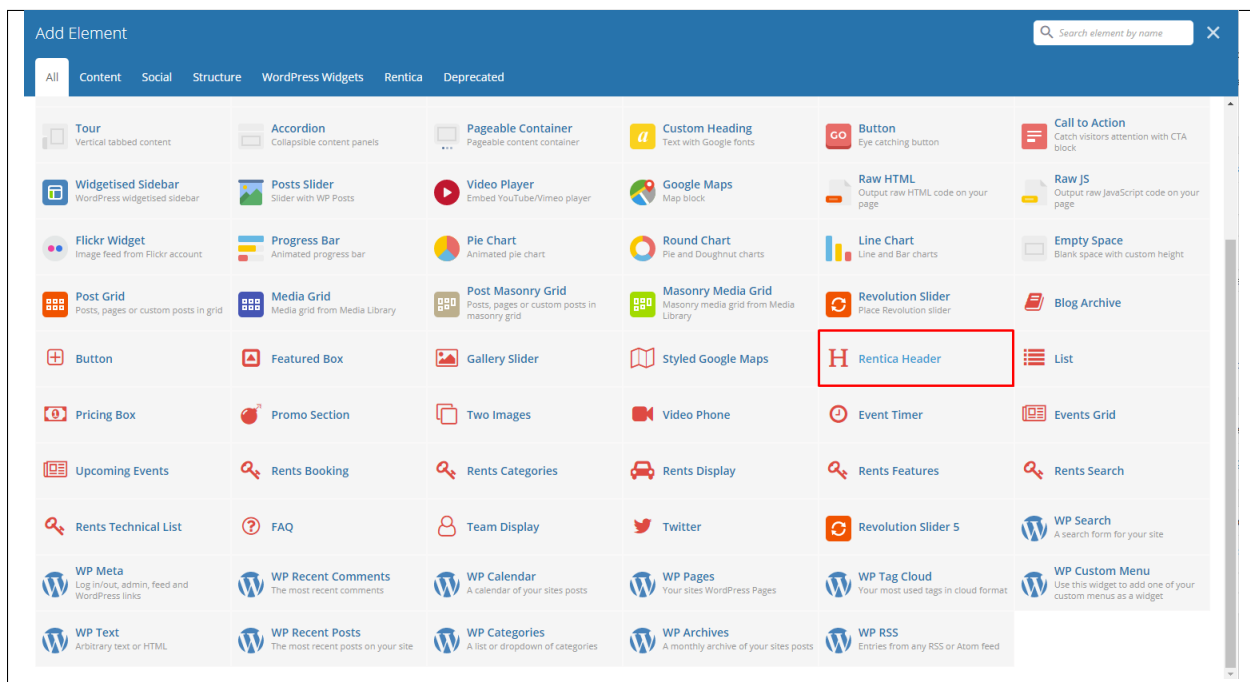 Add Element
Search element by name
All Content Social Structure WordPress Widgets Rentica Deprecated
Tour
Vertical tabbed content
Accordion
Collapsible content panels
Pageable Container
Pageable content container
a
Custom Heading
Text with Google fonts
GO
Button
Eye catching button
Call to Action
Catch visitors attention with CTA
block
Widgetised Sidebar
WordPress widgetised sidebar
Posts Slider
Slider with WP Posts
Video Player
Embed YouTube/Vimeo player
Google Maps
Map block
Raw HTML
Output raw HTML code on your
page
Raw JS
Output raw JavaScript code on your
page
Flickr Widget
Image feed from Flickr account
Progress Bar
Animated progress bar
Pie Chart
Animated pie chart
Round Chart
Pie and Doughnut charts
Line Chart
Line and Bar charts
Empty Space
Blank space with custom height
Post Grid
Posts, pages or custom posts in grid
Media Grid
Media grid from Media Library
Post Masonry Grid
Posts, pages or custom posts in
masonry grid
Masonry Media Grid
Masonry media grid from Media
Library
Revolution Slider
Place Revolution slider
Blog Archive
Button
Featured Box
Gallery Slider
Styled Google Maps
H
Rentica Header
List
Pricing Box
Promo Section
Two Images
Video Phone
Event Timer
Events Grid
Upcoming Events
Rents Booking
Rents Categories
Rents Display
Rents Features
Rents Search
Rents Technical List
?
FAQ
Team Display
Twitter
Revolution Slider 5
WP Search
A search form for your site
WP Meta
Log in/out, admin, feed and
WordPress links
WP Recent Comments
The most recent comments
WP Calendar
A calendar of your sites posts
WP Pages
Your sites WordPress Pages
WP Tag Cloud
Your most used tags in cloud format
WP Custom Menu
Use this widget to add one of your
custom menus as a widget
WP Text
Arbitrary text or HTML
WP Recent Posts
The most recent posts on your site
WP Categories
A list or dropdown of categories
WP Archives
A monthly archive of your sites posts
WP RSS
Entries from any RSS or Atom feed